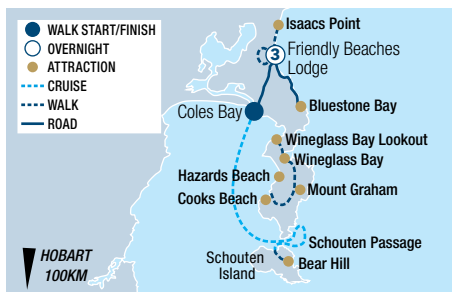 WALK START/FINISH
OVERNIGHT
ATTRACTION
CRUISE
WALK
ROAD
Isaacs Point
3
Friendly Beaches
Lodge
Coles Bay
Bluestone Bay
Wineglass Bay Lookout
Wineglass Bay
Hazards Beach
Mount Graham
Cooks Beach
Schouten Passage
Schouten
Island
Bear Hill
HOBART
100KM